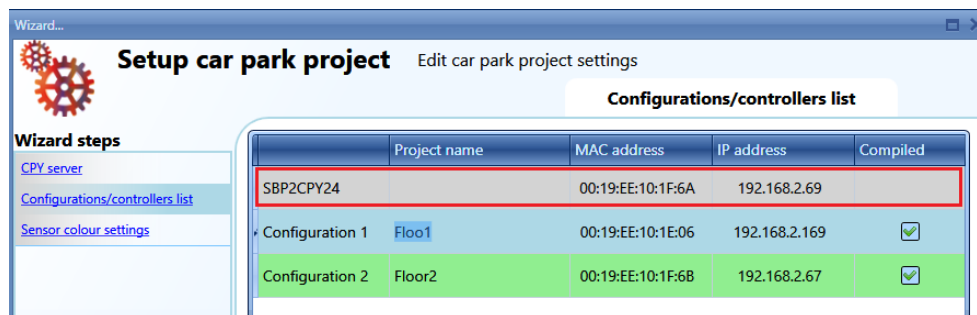 Wizard...
Setup car park project Edit car park project settings
Configurations/controllers list
Wizard steps
CPY server
Configurations/controllers list
Sensor colour settings
Project name MAC address IP address Compiled
SBP2CPY24 00:19:EE:10:1F:6A 192.168.2.69
Configuration 1 Floo1 00:19:EE:10:1E:06 192.168.2.169
Configuration 2 Floor2 00:19:EE:10:1F:6B 192.168.2.67